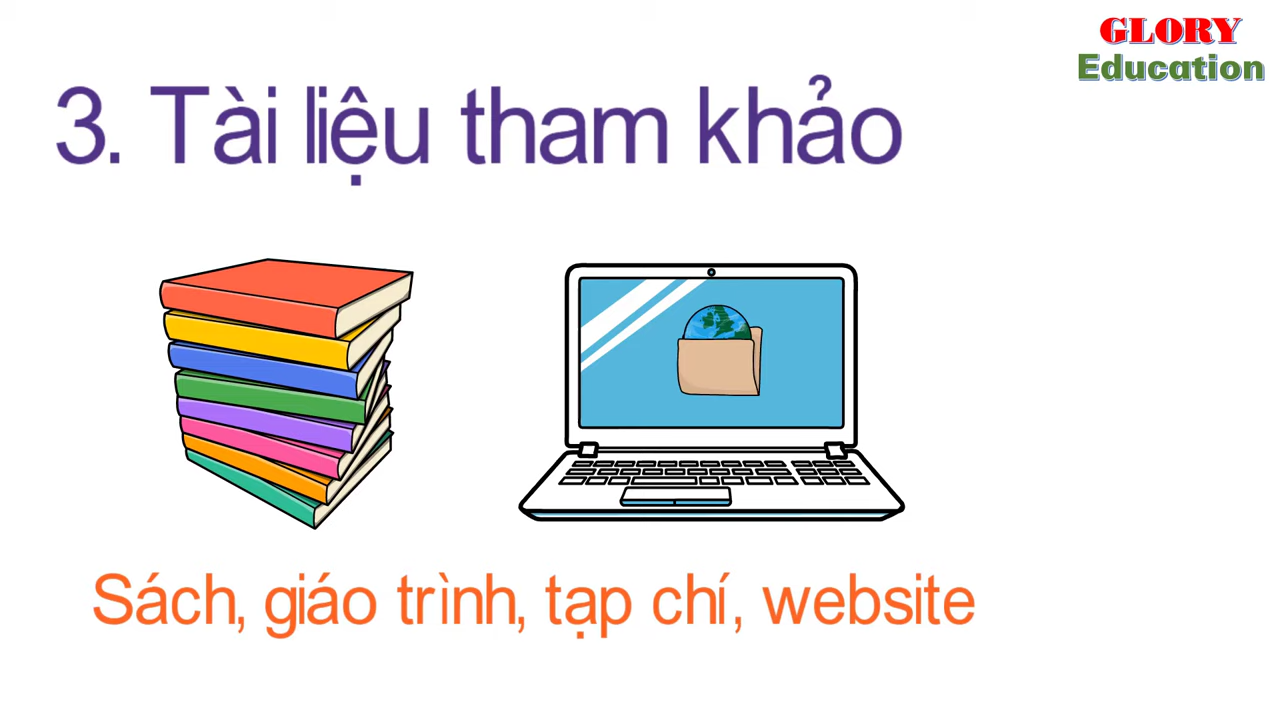 GLORY
Education
3. Tài liệu tham khảo
Sách, giáo trình, tạp chí, website